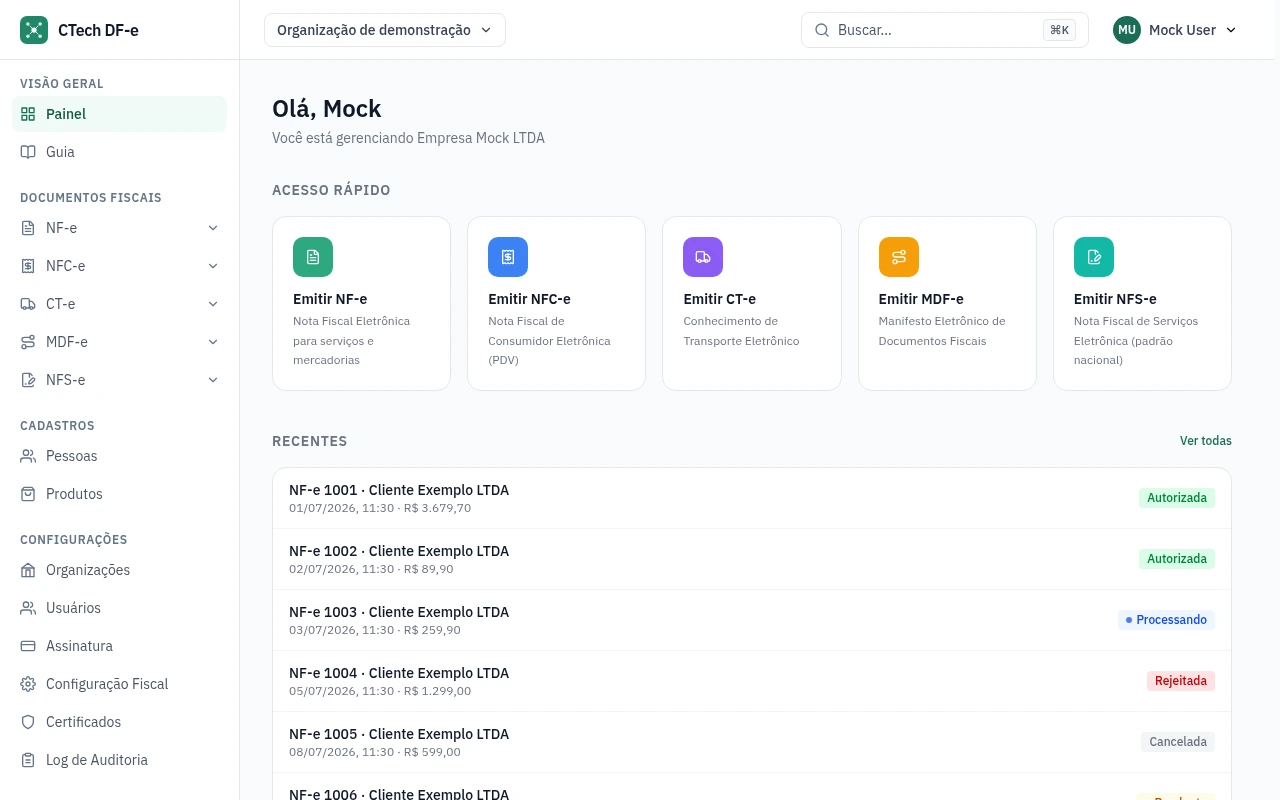 CTech DF-e
Organização de demonstração
Buscar...
⌘K
MU
Mock User
VISÃO GERAL
Painel
Guia
DOCUMENTOS FISCAIS
NF-e
NFC-e
CT-e
MDF-e
NFS-e
CADASTROS
Pessoas
Produtos
CONFIGURAÇÕES
Organizações
Usuários
Assinatura
Configuração Fiscal
Certificados
Log de Auditoria
Olá, Mock
Você está gerenciando Empresa Mock LTDA
ACESSO RÁPIDO
Emitir NF-e
Nota Fiscal Eletrônica
para serviços e
mercadorias
Emitir NFC-e
Nota Fiscal de
Consumidor Eletrônica
(PDV)
Emitir CT-e
Conhecimento de
Transporte Eletrônico
Emitir MDF-e
Manifesto Eletrônico de
Documentos Fiscais
Emitir NFS-e
Nota Fiscal de Serviços
Eletrônica (padrão
nacional)
RECENTES
Ver todas
NF-e 1001 · Cliente Exemplo LTDA
01/07/2026, 11:30 · R$ 3.679,70
Autorizada
NF-e 1002 · Cliente Exemplo LTDA
02/07/2026, 11:30 · R$ 89,90
Autorizada
NF-e 1003 · Cliente Exemplo LTDA
03/07/2026, 11:30 · R$ 259,90
Processando
NF-e 1004 · Cliente Exemplo LTDA
05/07/2026, 11:30 · R$ 1.299,00
Rejeitada
NF-e 1005 · Cliente Exemplo LTDA
08/07/2026, 11:30 · R$ 599,00
Cancelada
NF-e 1006 · Cliente Exemplo LTDA